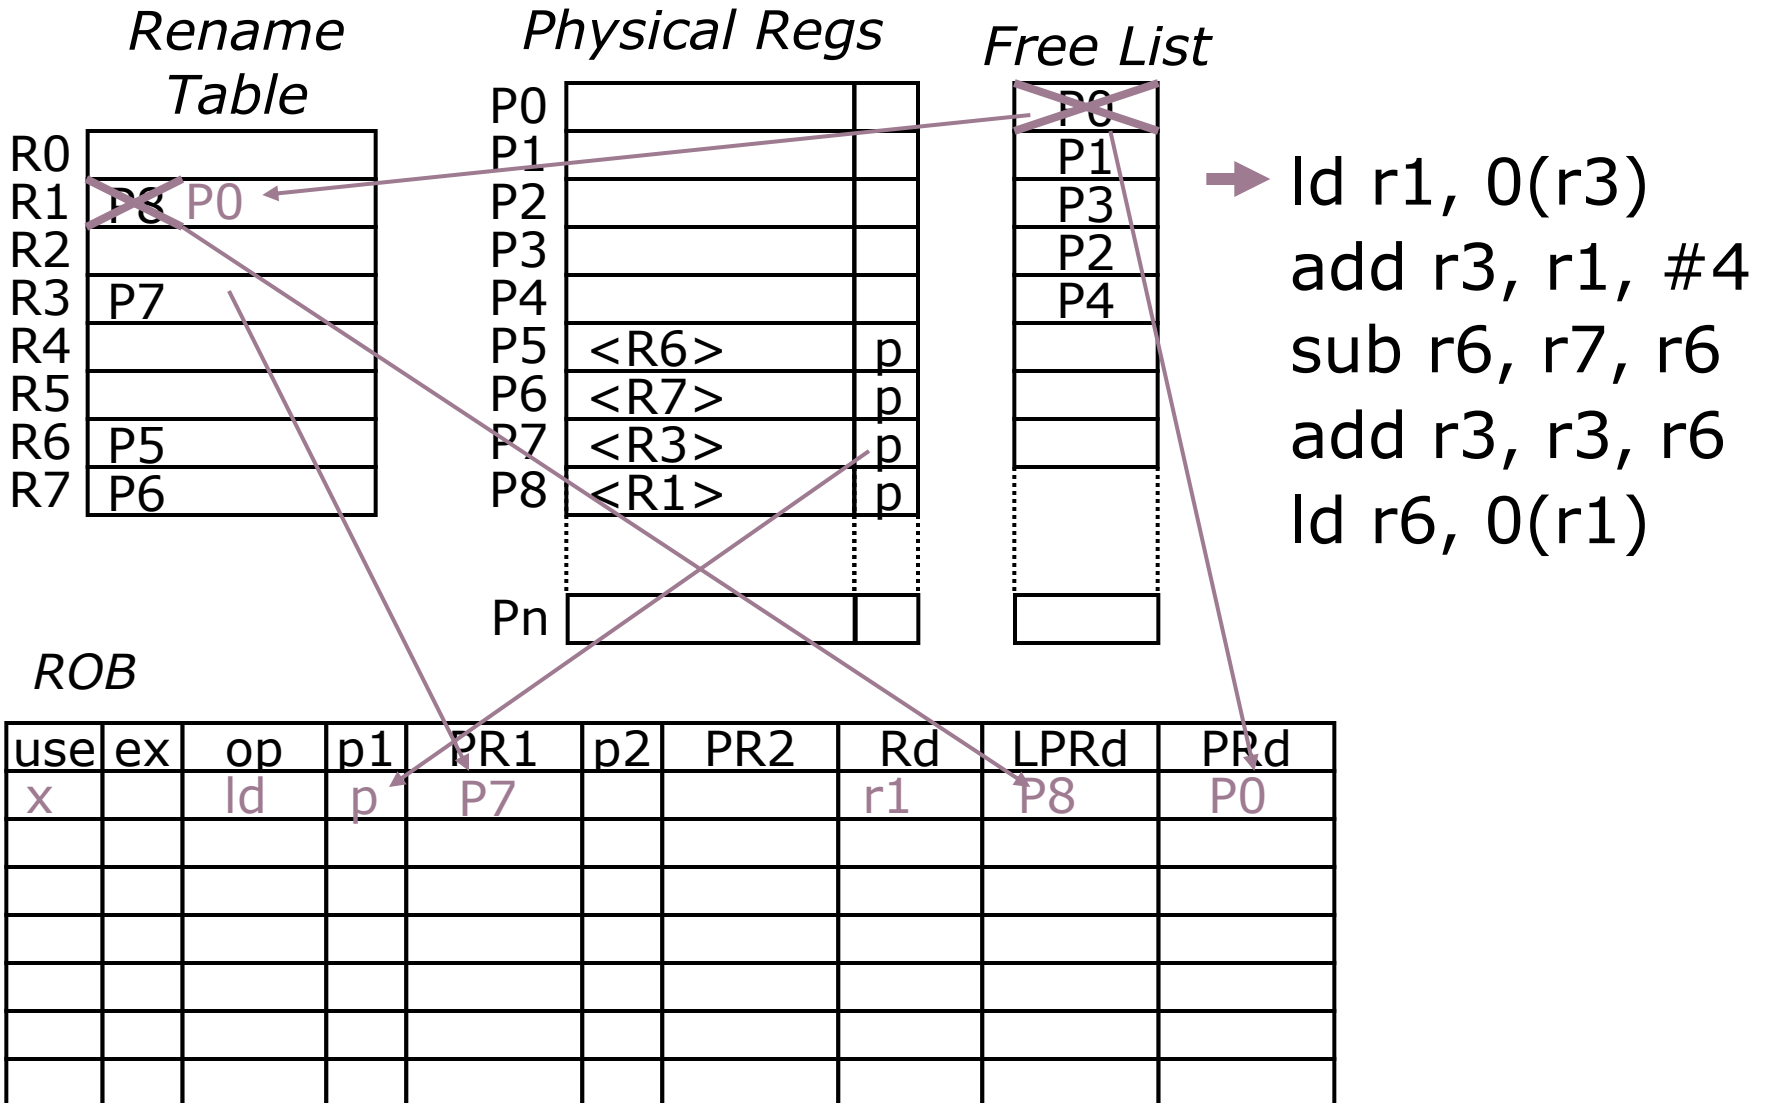 Rename Table
Physical Regs
Free List
R0
R1 P8 P0
R2
R3 P7
R4
R5
R6 P5
R7 P6
P0
P1
P2
P3
P4
P5 <R6> p
P6 <R7> p
P7 <R3> p
P8 <R1> p
Pn
P0
P1
P3
P2
P4
ld r1, 0(r3)
add r3, r1, #4
sub r6, r7, r6
add r3, r3, r6
ld r6, 0(r1)
ROB
use ex op p1 PR1 p2 PR2 Rd LPRd PRd
x ld p P7 r1 P8 P0